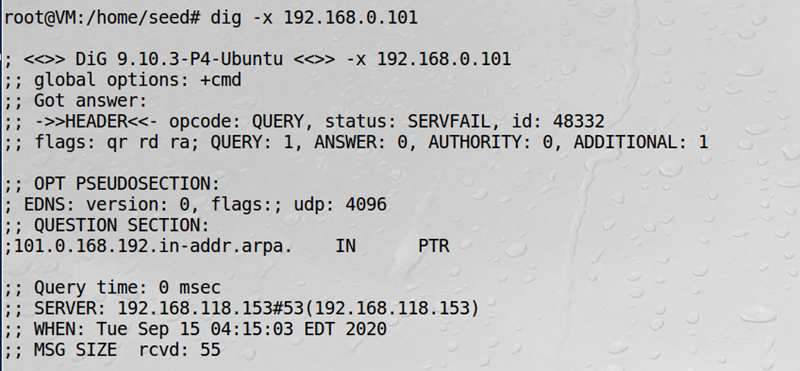 root@VM:/home/seed# dig -x 192.168.0.101
; <<>> DiG 9.10.3-P4-Ubuntu <<>> -x 192.168.0.101
;; global options: +cmd
;; Got answer:
;; ->>HEADER<<- opcode: QUERY, status: SERVFAIL, id: 48332
;; flags: qr rd ra; QUERY: 1, ANSWER: 0, AUTHORITY: 0, ADDITIONAL: 1
;; OPT PSEUDOSECTION:
; EDNS: version: 0, flags:; udp: 4096
;; QUESTION SECTION:
;101.0.168.192.in-addr.arpa. IN PTR
;; Query time: 0 msec
;; SERVER: 192.168.118.153#53(192.168.118.153)
;; WHEN: Tue Sep 15 04:15:03 EDT 2020
;; MSG SIZE rcvd: 55